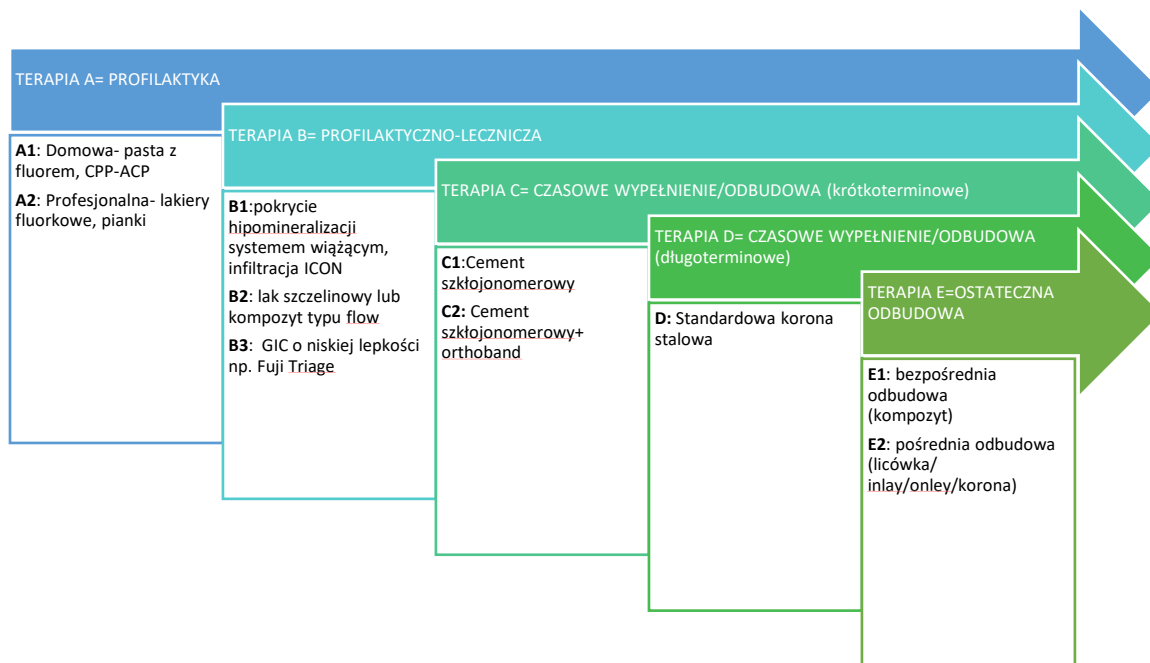 TERAPIA A= PROFILAKTYKA
A1: Domowa- pasta z
fluorem, CPP-ACP
A2: Profesjonalna- lakiery
fluorkowe, pianki
TERAPIA B= PROFILAKTYCZNO-LECZNICZA
B1:pokrycie
hipomineralizacji
systemem wiążącym,
infiltracja ICON
B2: lak szczelinowy lub
kompozyt typu flow
B3:  GIC o niskiej lepkości
np. Fuji Triage
TERAPIA C= CZASOWE WYPEŁNIENIE/ODBUDOWA (krótkoterminowe)
C1:Cement
szkłojonomerowy
C2: Cement
szkłojonomerowy+
orthoband
TERAPIA D= CZASOWE WYPEŁNIENIE/ODBUDOWA
(długoterminowe)
D: Standardowa korona
stalowa
TERAPIA E=OSTATECZNA
ODBUDOWA
E1: bezpośrednia
odbudowa
(kompozyt)
E2: pośrednia odbudowa
(licówka/
inlay/onley/korona)